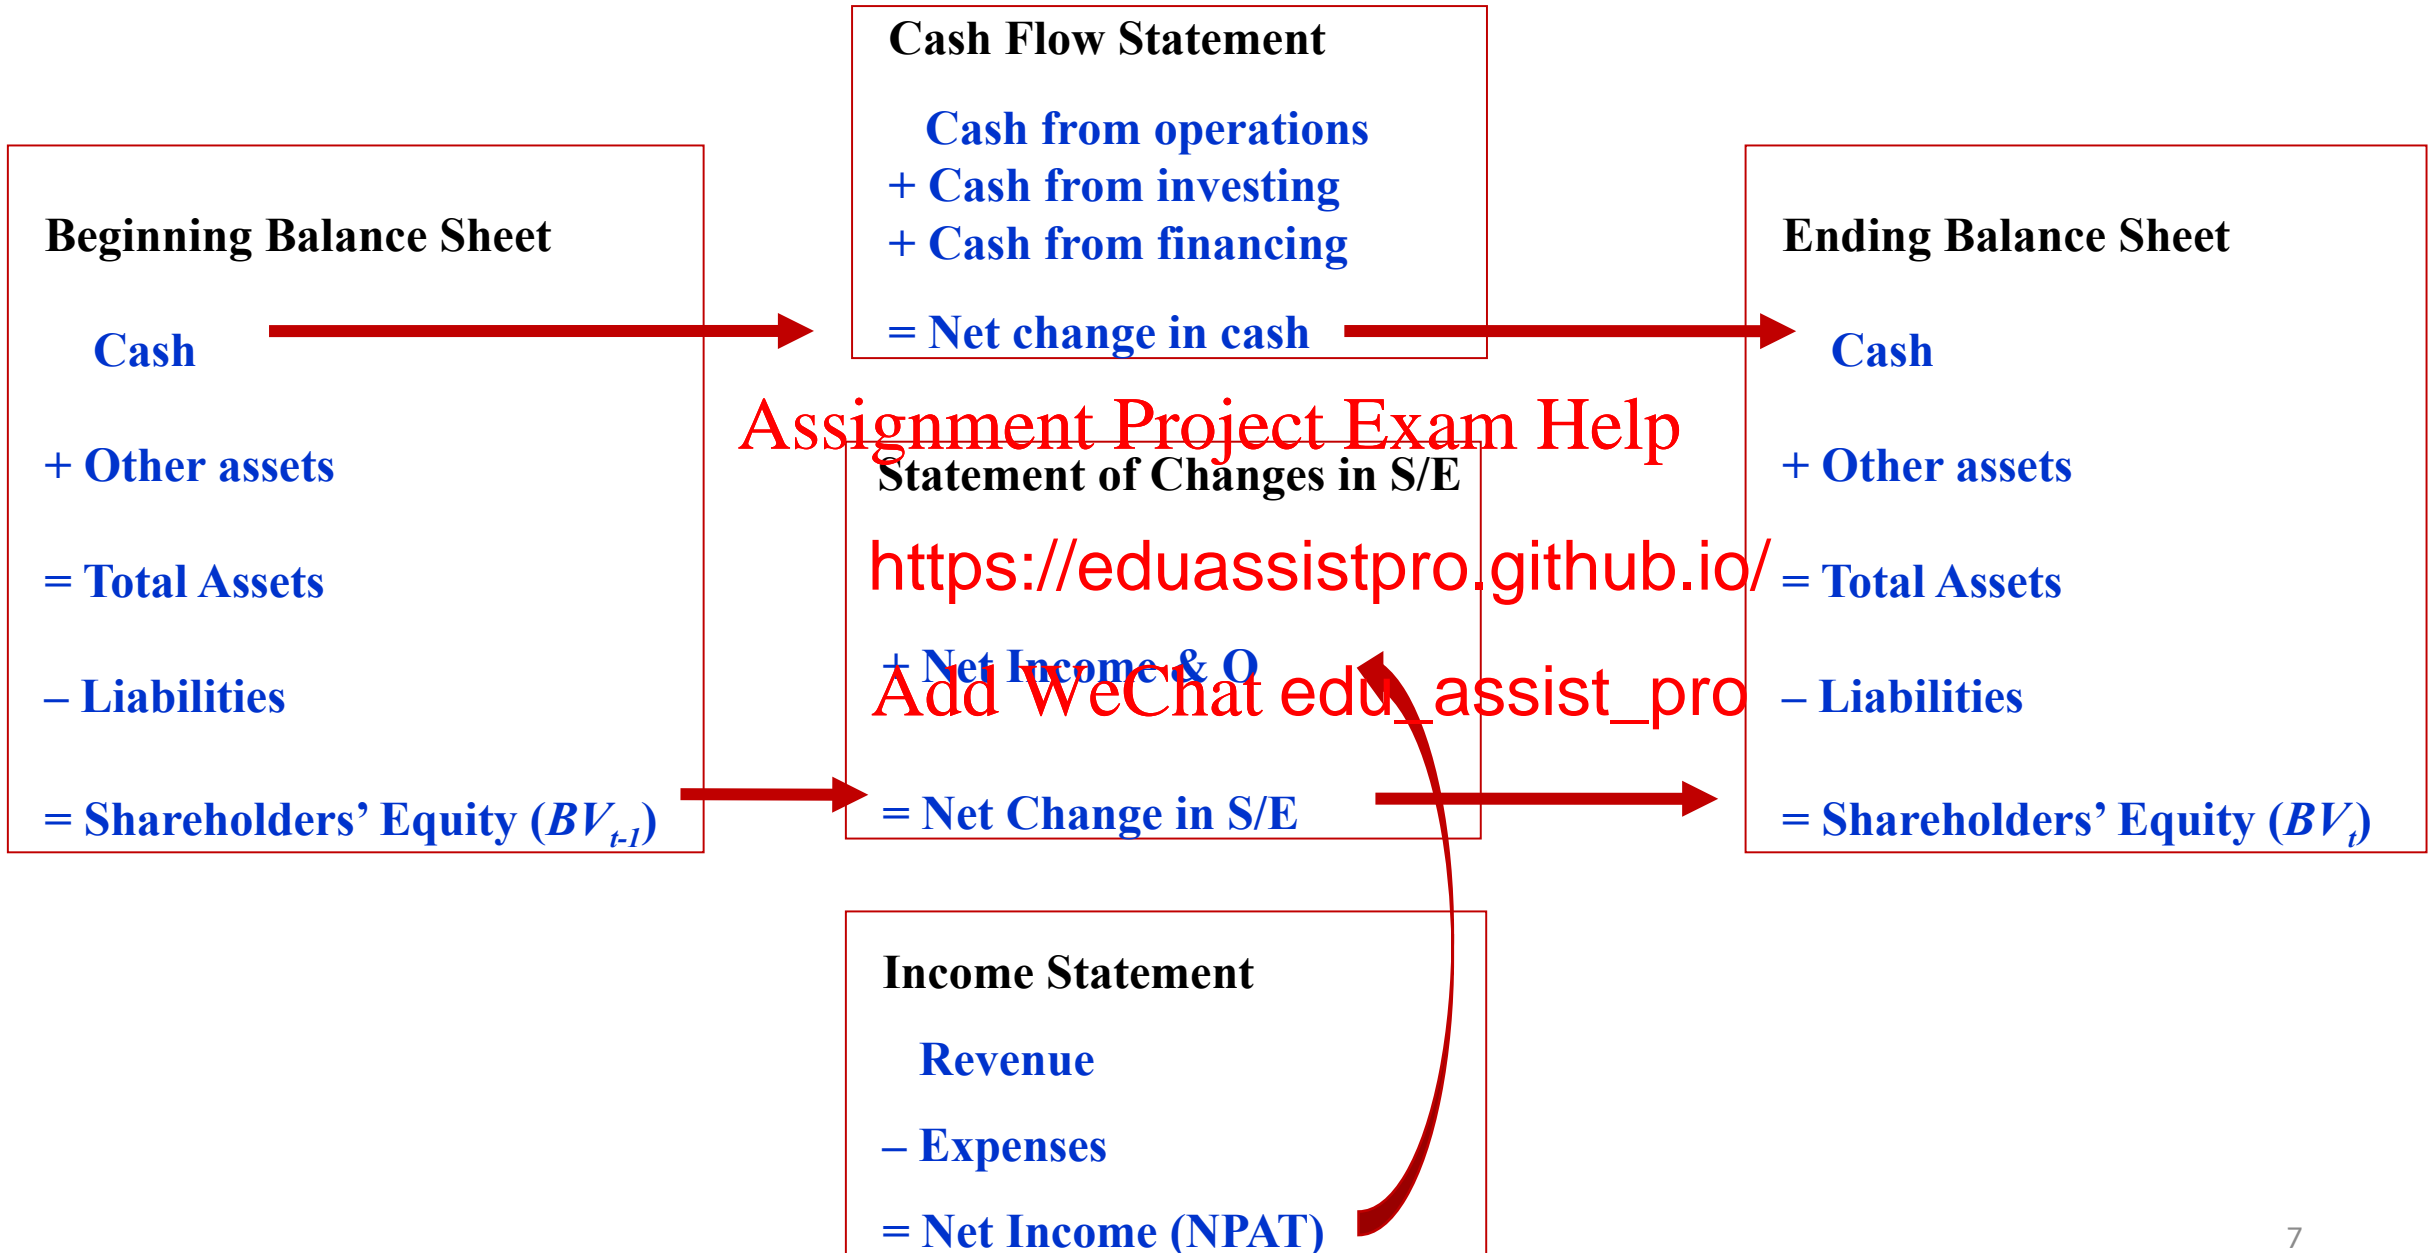 Cash Flow Statement
Cash from operations
+ Cash from investing
+ Cash from financing
= Net change in cash
Beginning Balance Sheet
Cash
+ Other assets
= Total Assets
– Liabilities
= Shareholders’ Equity (BVt-1)
Assignment Project Exam Help
Statement of Changes in S/E
https://eduassistpro.github.io/
+ Net Income & O
Add WeChat edu_assist_pro
= Net Change in S/E
Income Statement
Revenue
– Expenses
= Net Income (NPAT)
Ending Balance Sheet
Cash
+ Other assets
= Total Assets
– Liabilities
= Shareholders’ Equity (BVt)
7